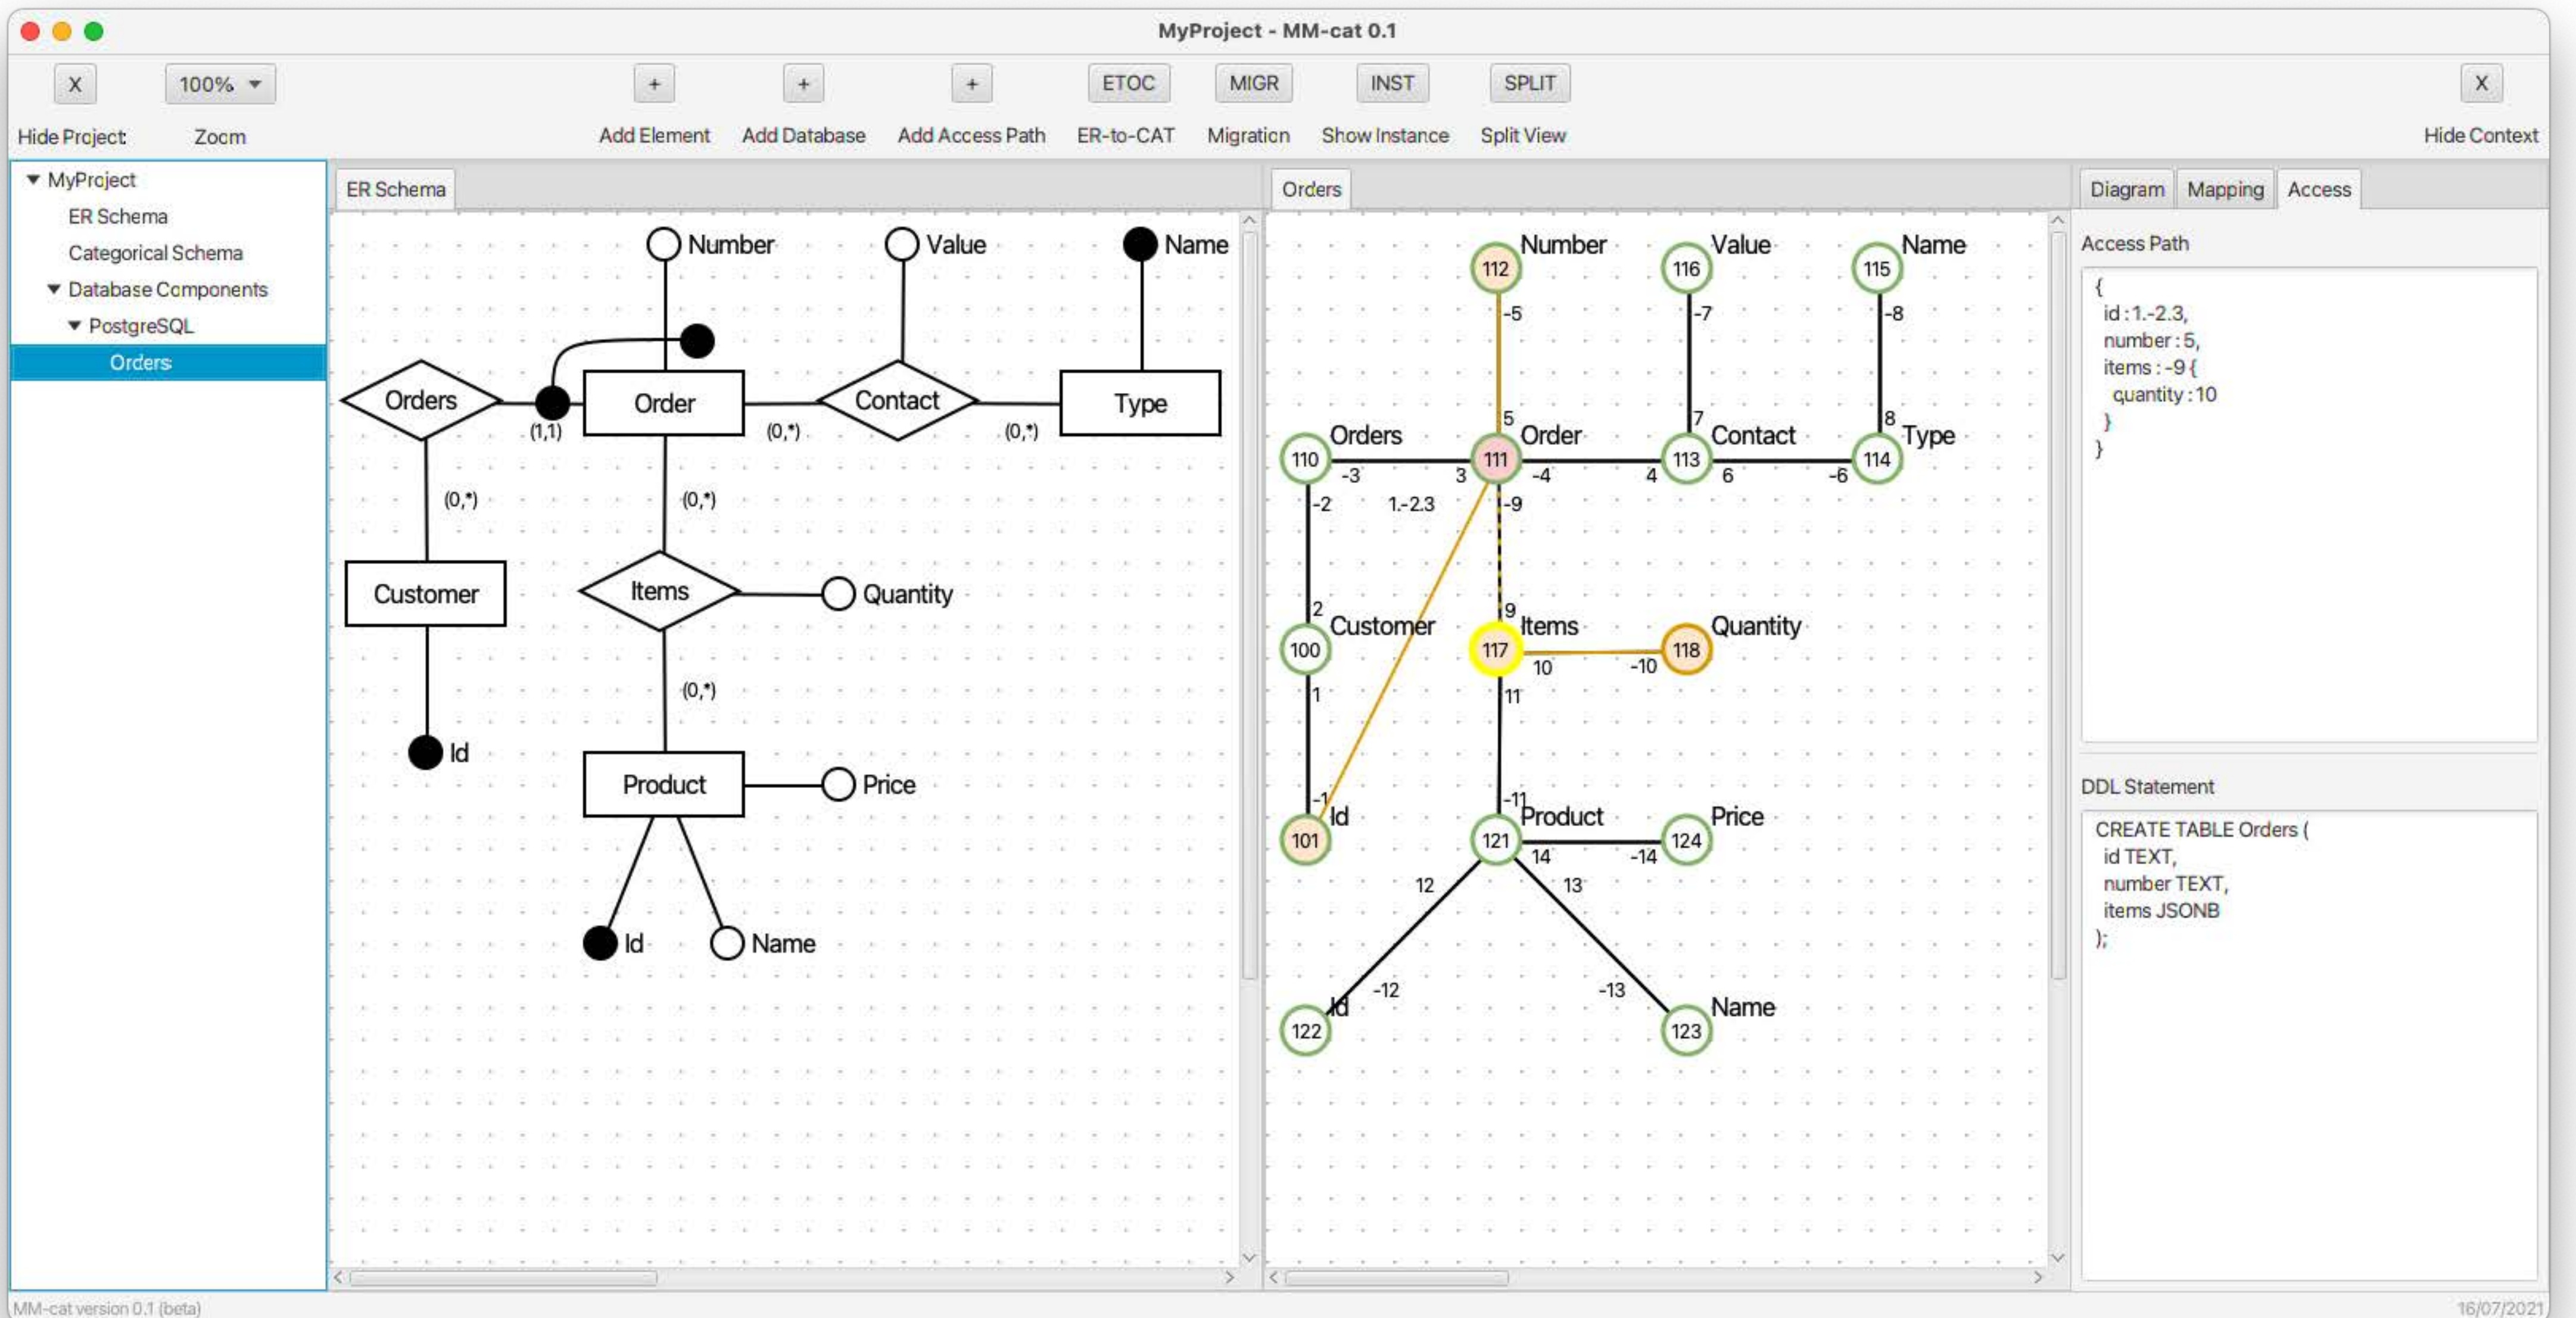 MyProject - MM-cat 0.1
X 100% + + + ETOC MIGR INST SPLIT X
Hide Project Zoom Add Element Add Database Add Access Path ER-to-CAT Migration Show Instance Split View Hide Context
MyProject
ER Schema
Categorical Schema
Database Components
PostgreSQL
Orders
ER Schema
Number Value Name
Orders Order Contact Type
(1,1) (0,*) (0,*)
(0,*) (0,*)
Customer Items Quantity
(0,*)
Id Product Price
Id Name
Orders
Number Value Name
112 116 115
-5 -7 -8
5 7 8
Orders Order Contact Type
110 111 113 114
-3 3 -4 4 6 -6
-2 1.-2.3 -9
2 9
Customer Items Quantity
100 117 118
10 -10
1 11
-1 -11
Id Product Price
101 121 124
14 -14
12 13
-12 -13
Id Name
122 123
Diagram Mapping Access
Access Path
{
id : 1.-2.3,
number : 5,
items : -9 {
quantity : 10
}
}
DDL Statement
CREATE TABLE Orders (
id TEXT,
number TEXT,
items JSONB
);
MM-cat version 0.1 (beta)
16/07/2021